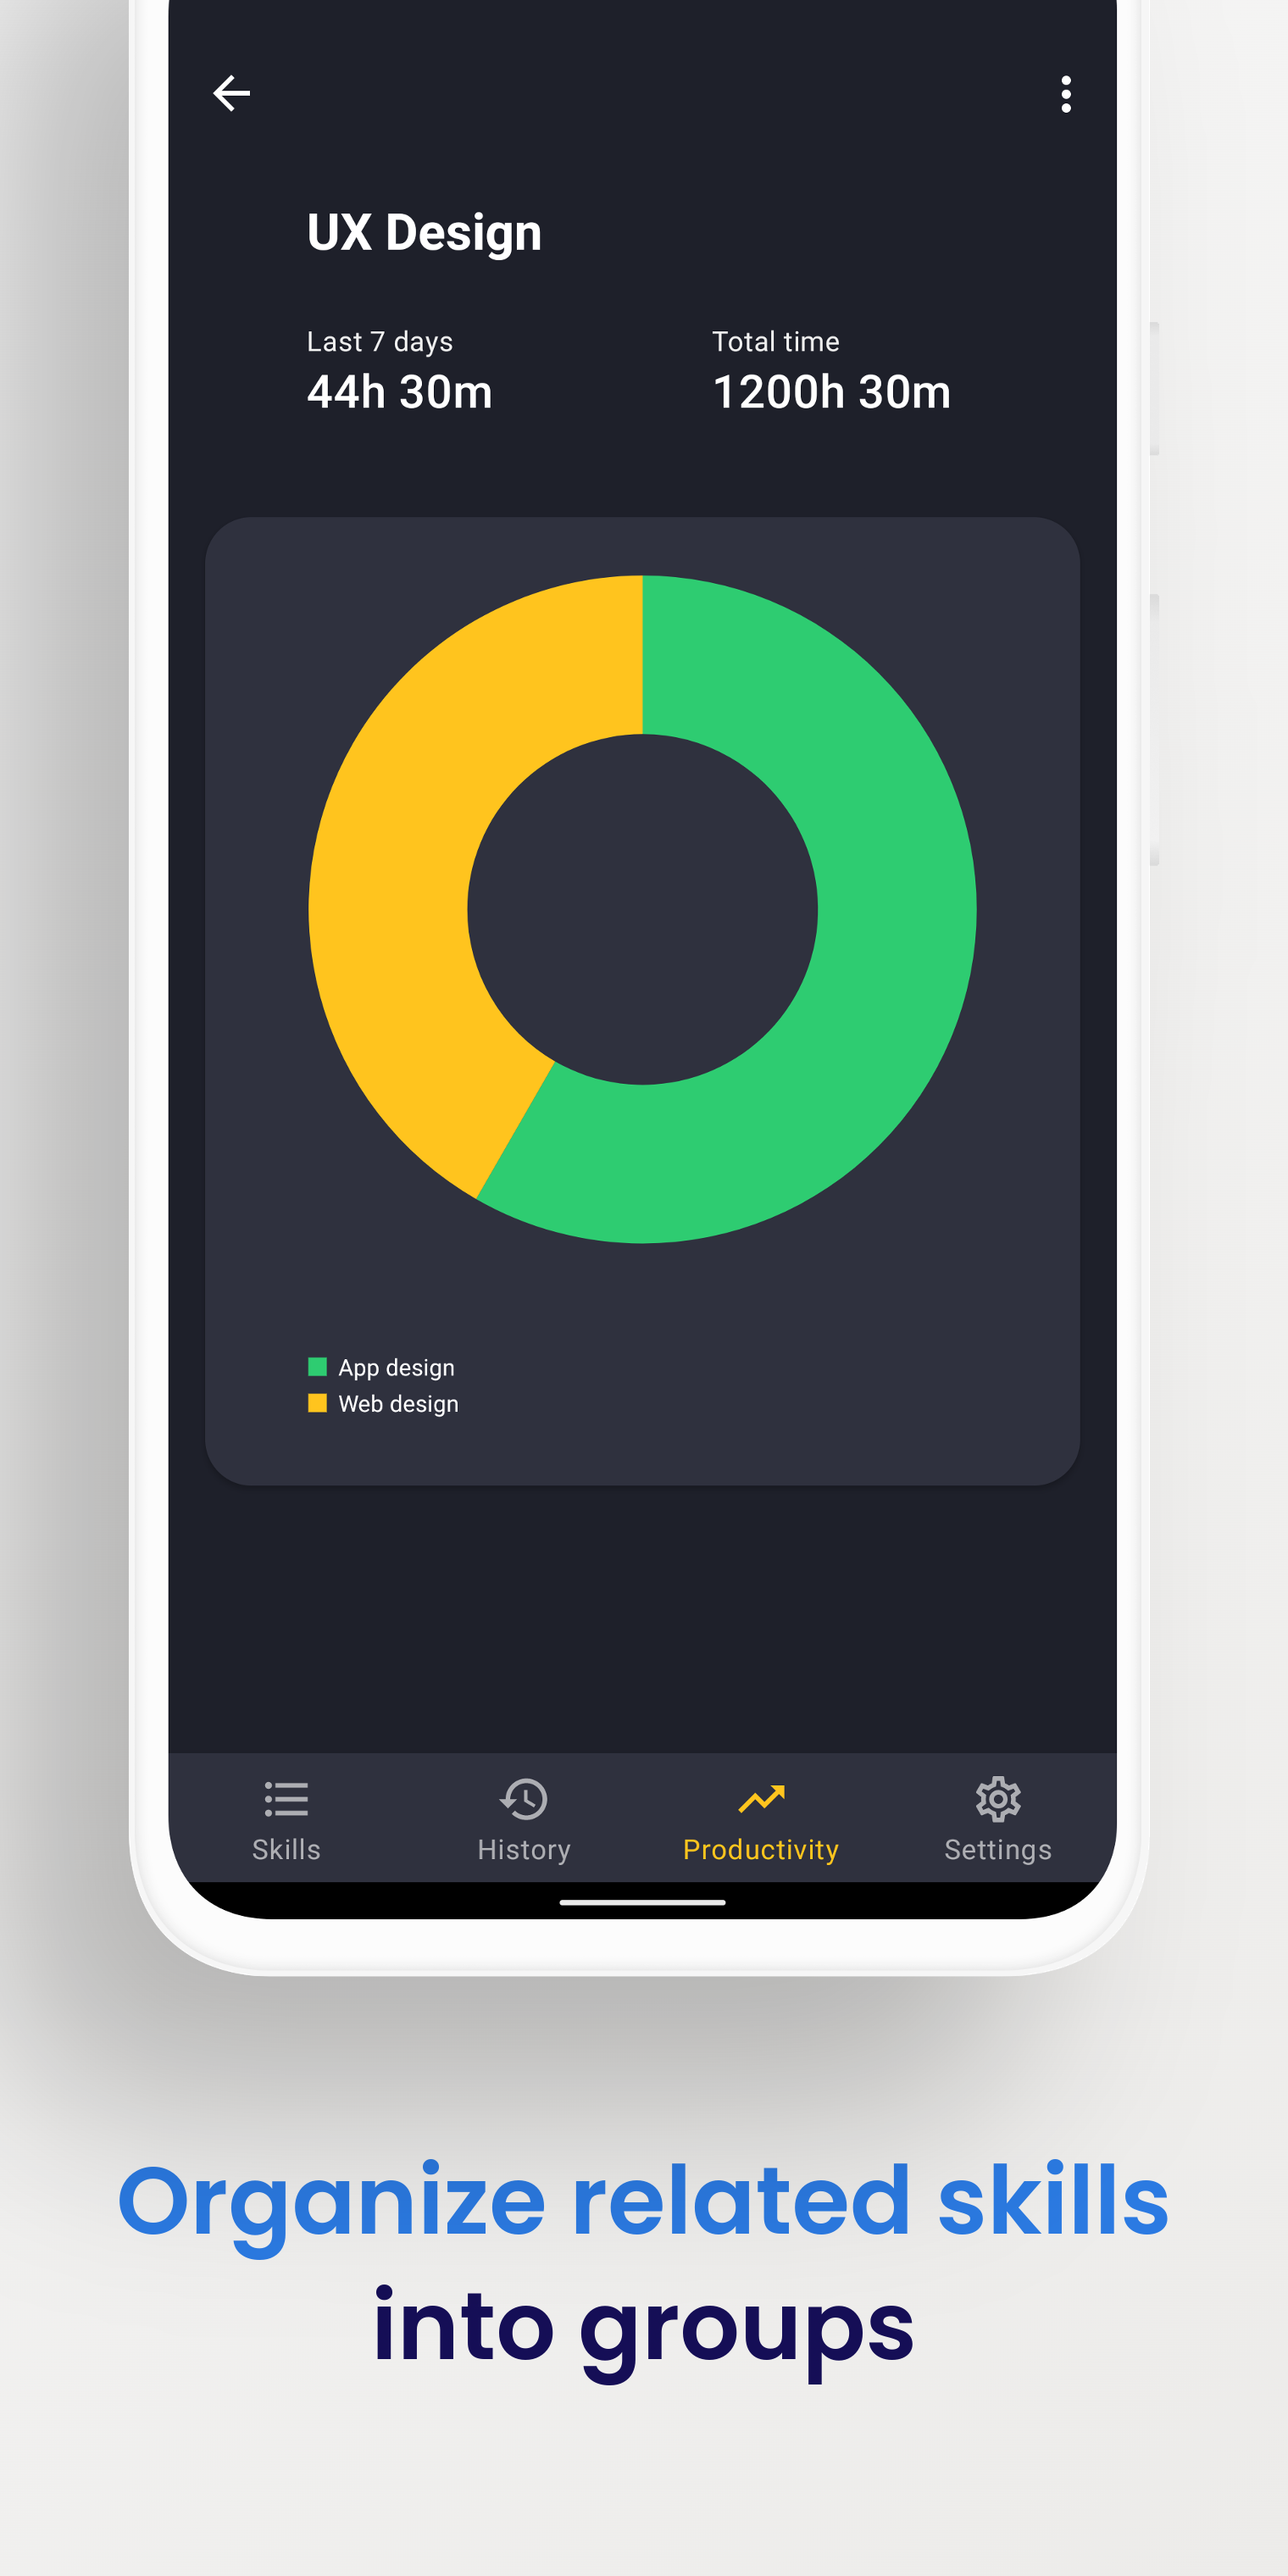 UX Design
Last 7 days
44h 30m
Total time
1200h 30m
App design
Web design
Skills
History
Productivity
Settings
Organize related skills
into groups